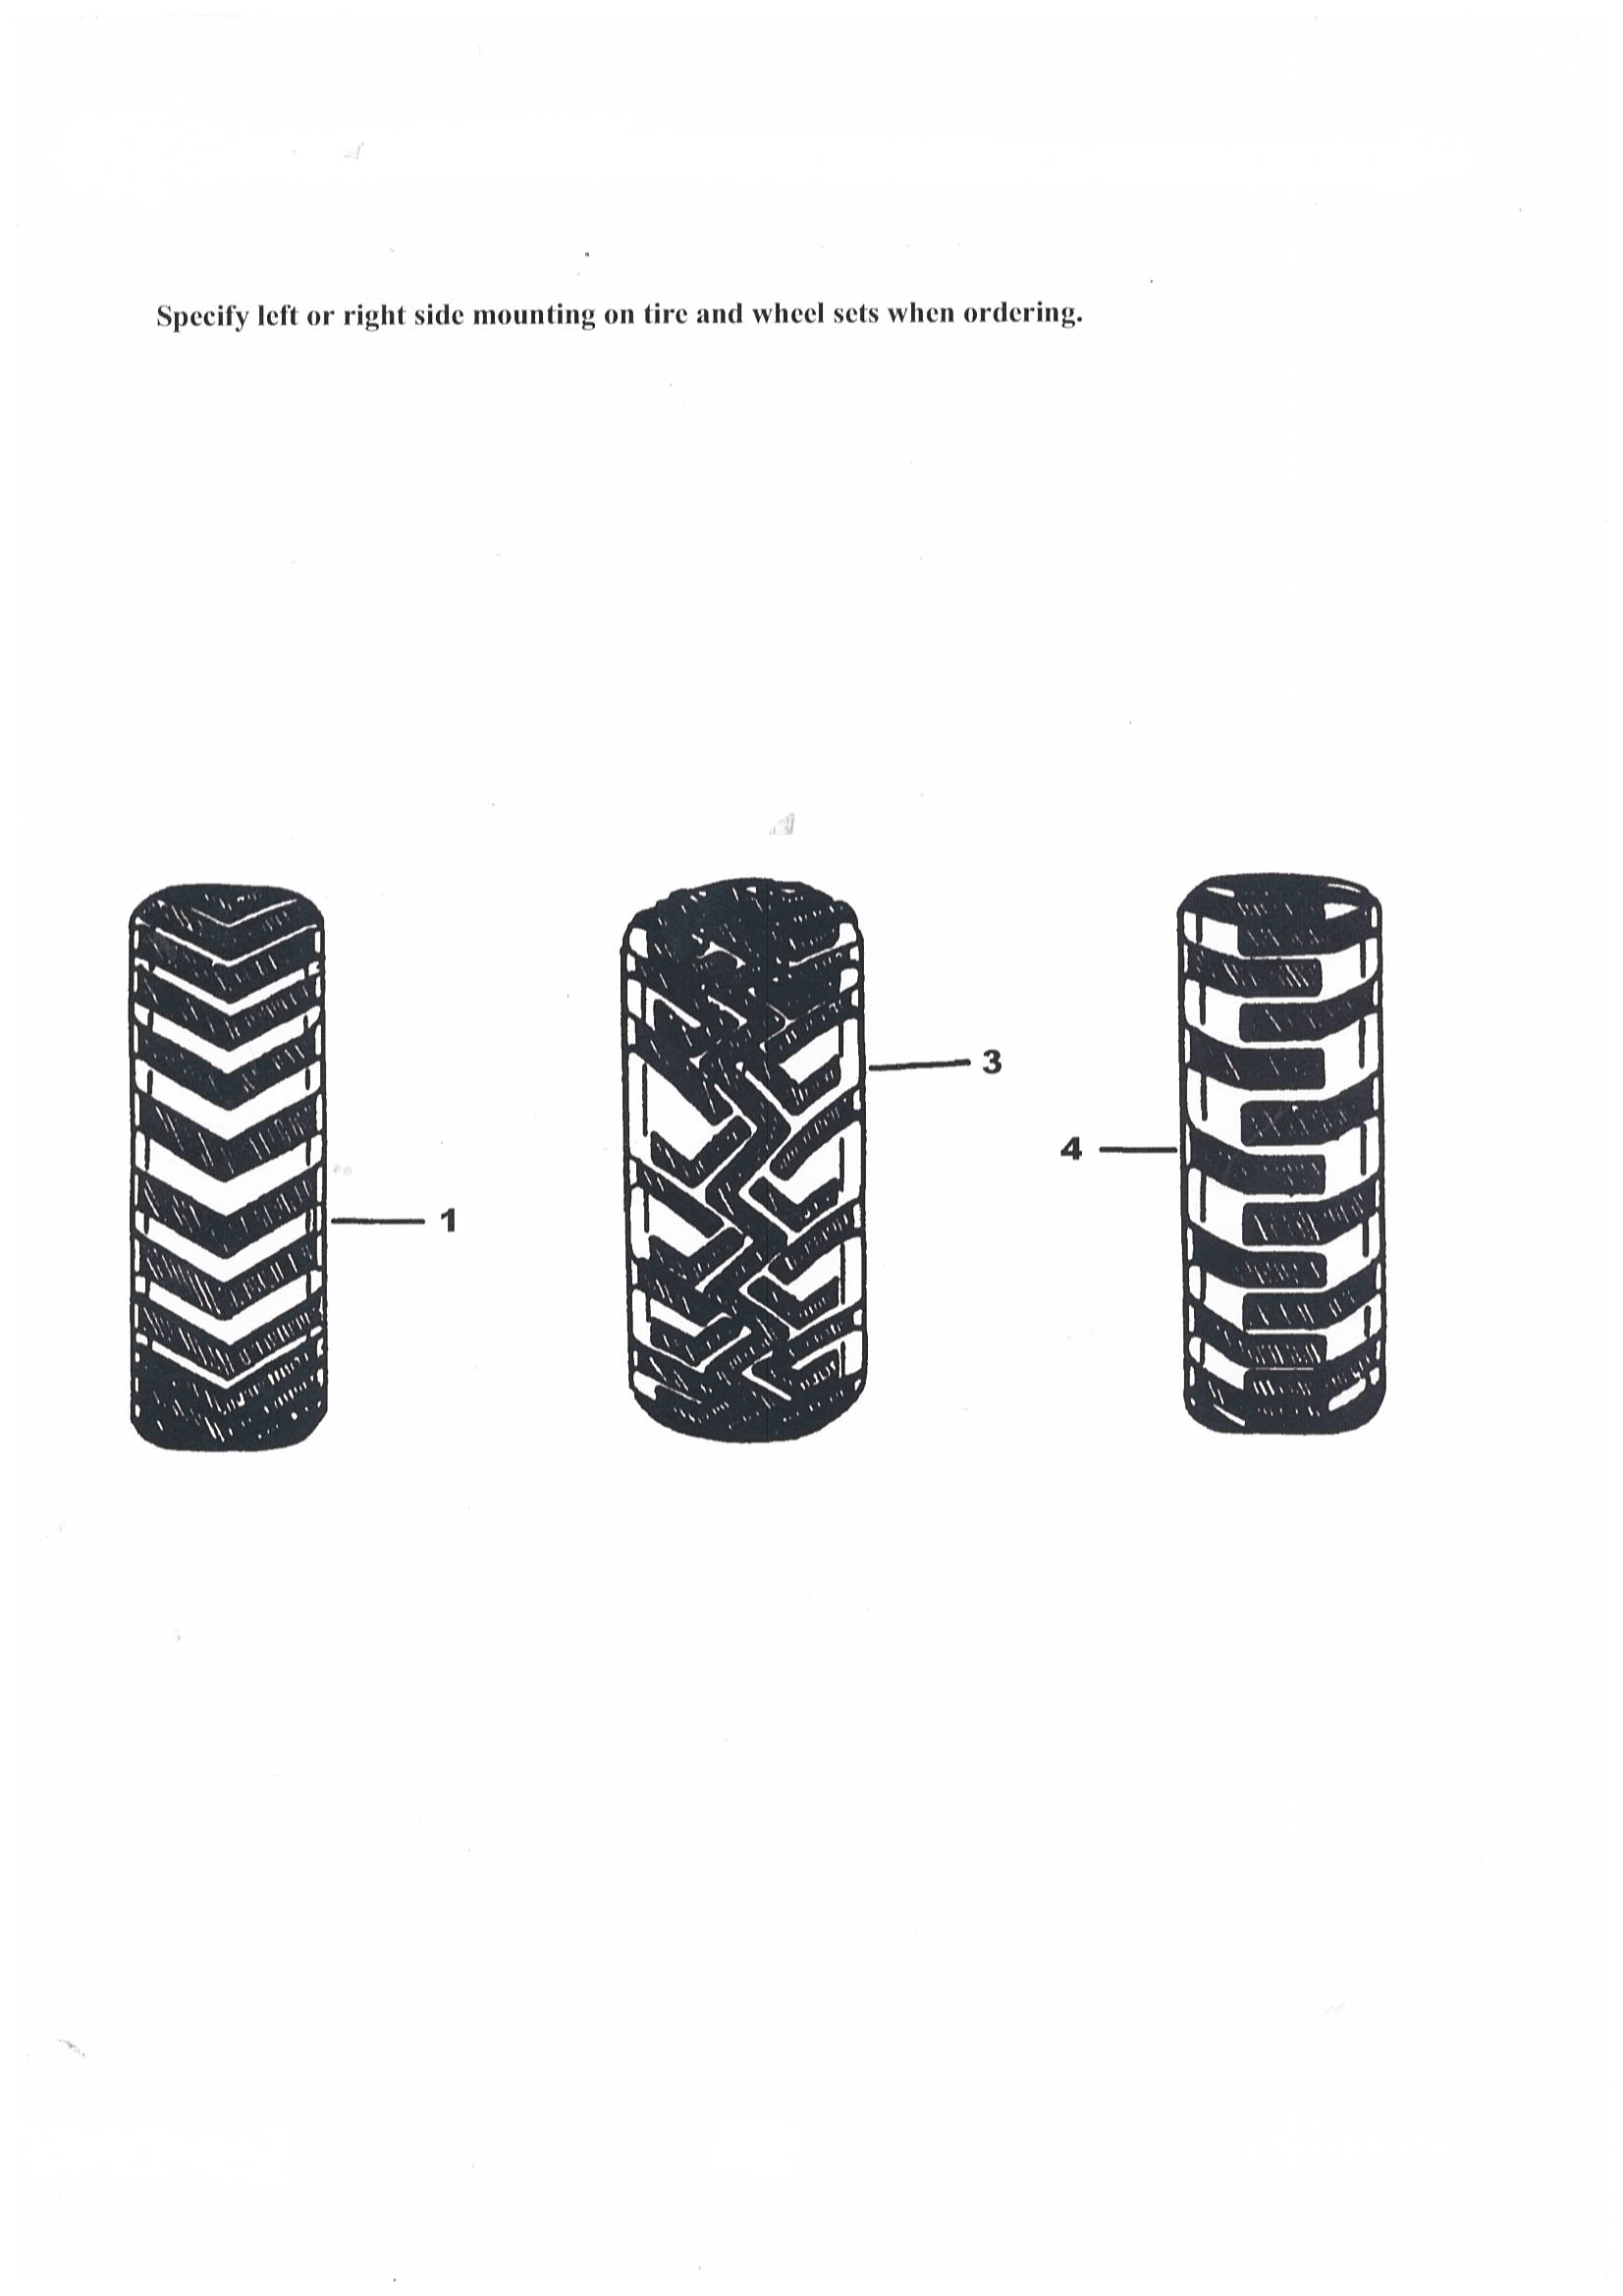 Specify left or right side mounting on tire and wheel sets when ordering.
3
4
1